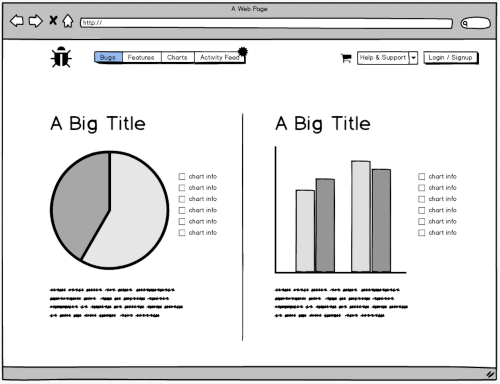 A Web Page
http://
Bugs Features Charts Activity Feed
Help & Support Login / Signup
A Big Title
chart info
chart info
chart info
chart info
chart info
chart info
A Big Title
chart info
chart info
chart info
chart info
chart info
chart info